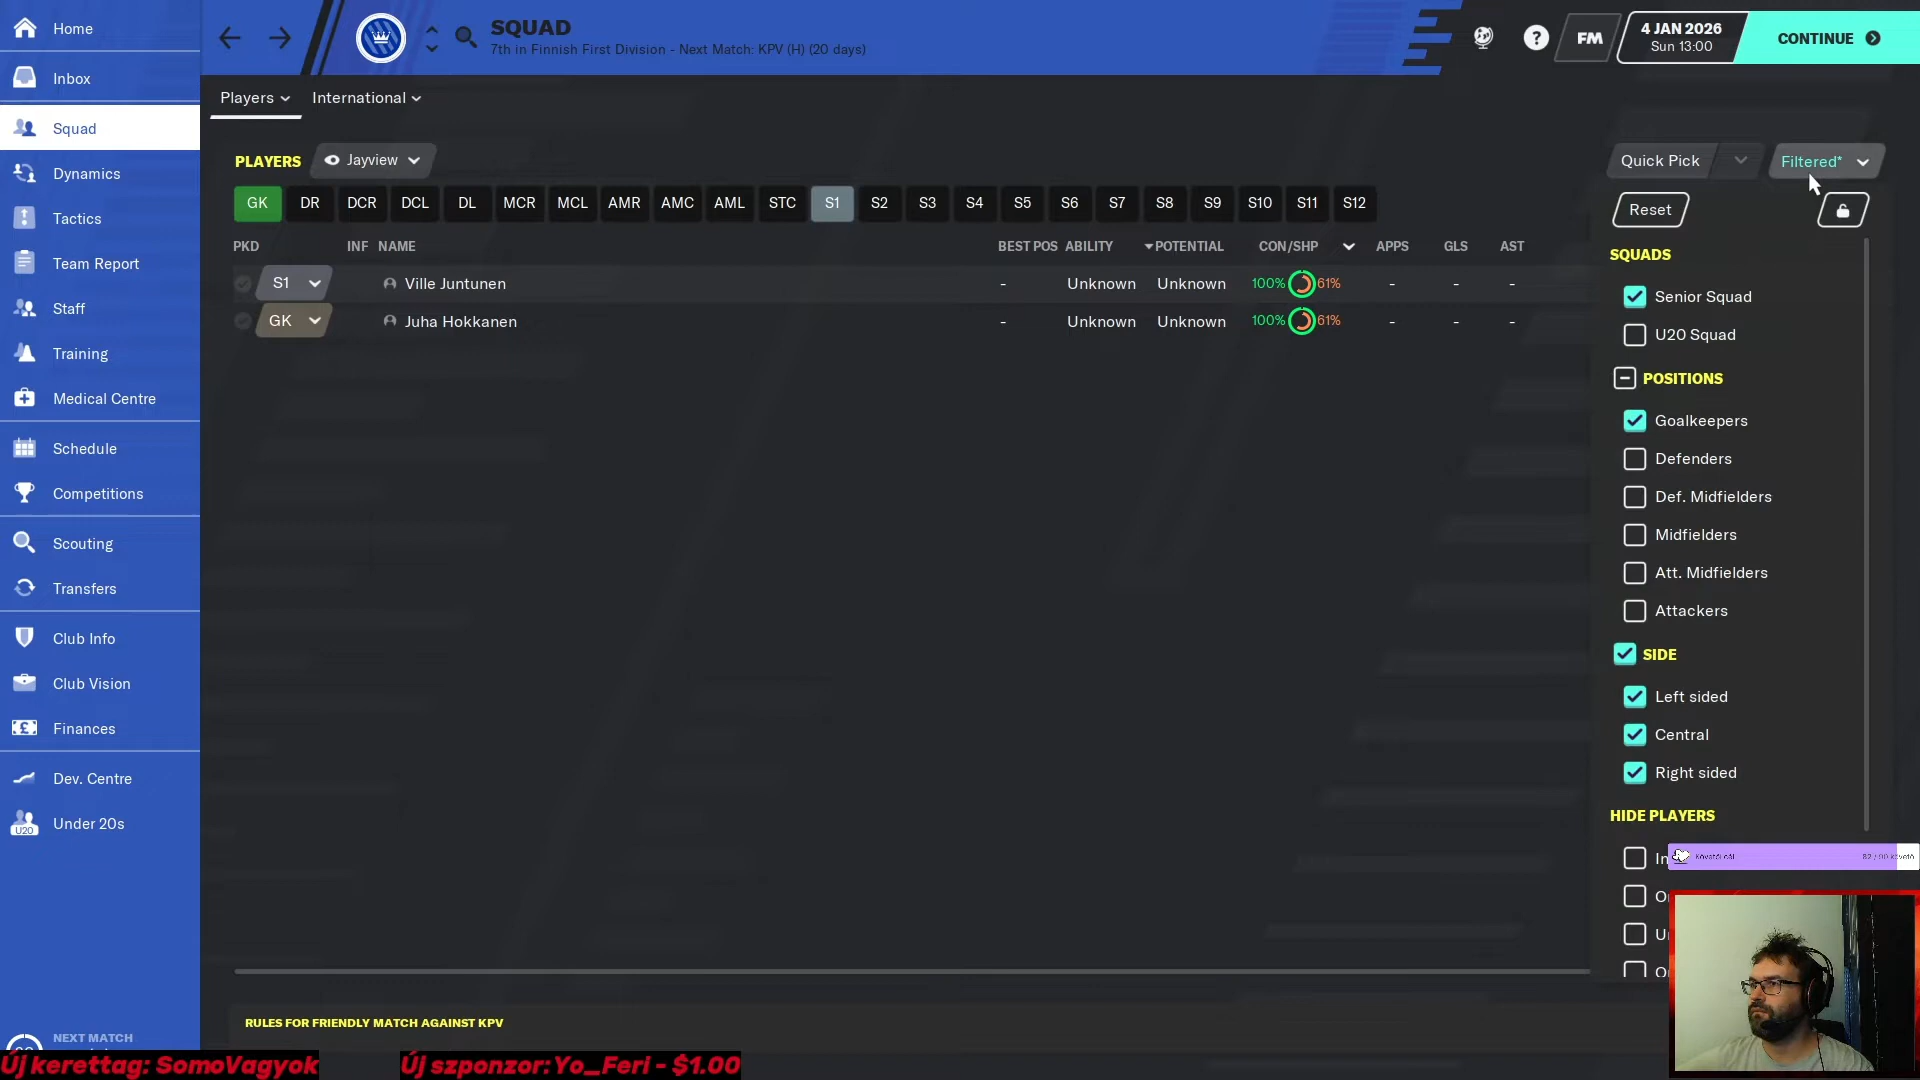 Home
Inbox
Squad
Dynamics
Tactics
Team Report
Staff
Training
Medical Centre
Schedule
Competitions
Scouting
Transfers
Club Info
Club Vision
Finances
Dev. Centre
U20
Under 20s
NEXT MATCH
SQUAD
7th in Finnish First Division - Next Match: KPV (H) (20 days)
?
FM
4 JAN 2026
Sun 13:00
CONTINUE
Players
International
PLAYERS
Jayview
Quick Pick
Filtered*
GK DR DCR DCL DL MCR MCL AMR AMC AML STC S1 S2 S3 S4 S5 S6 S7 S8 S9 S10 S11 S12
PKD INF NAME BEST POS ABILITY POTENTIAL CON/SHP APPS GLS AST
S1 Ville Juntunen - Unknown Unknown 100% 61% - - -
GK Juha Hokkanen - Unknown Unknown 100% 61% - - -
Reset
SQUADS
Senior Squad
U20 Squad
POSITIONS
Goalkeepers
Defenders
Def. Midfielders
Midfielders
Att. Midfielders
Attackers
SIDE
Left sided
Central
Right sided
HIDE PLAYERS
Követői cél 82 / 90 követő
RULES FOR FRIENDLY MATCH AGAINST KPV
Új kerettag: SomoVagyok
Új szponzor: Yo_Feri - $1.00